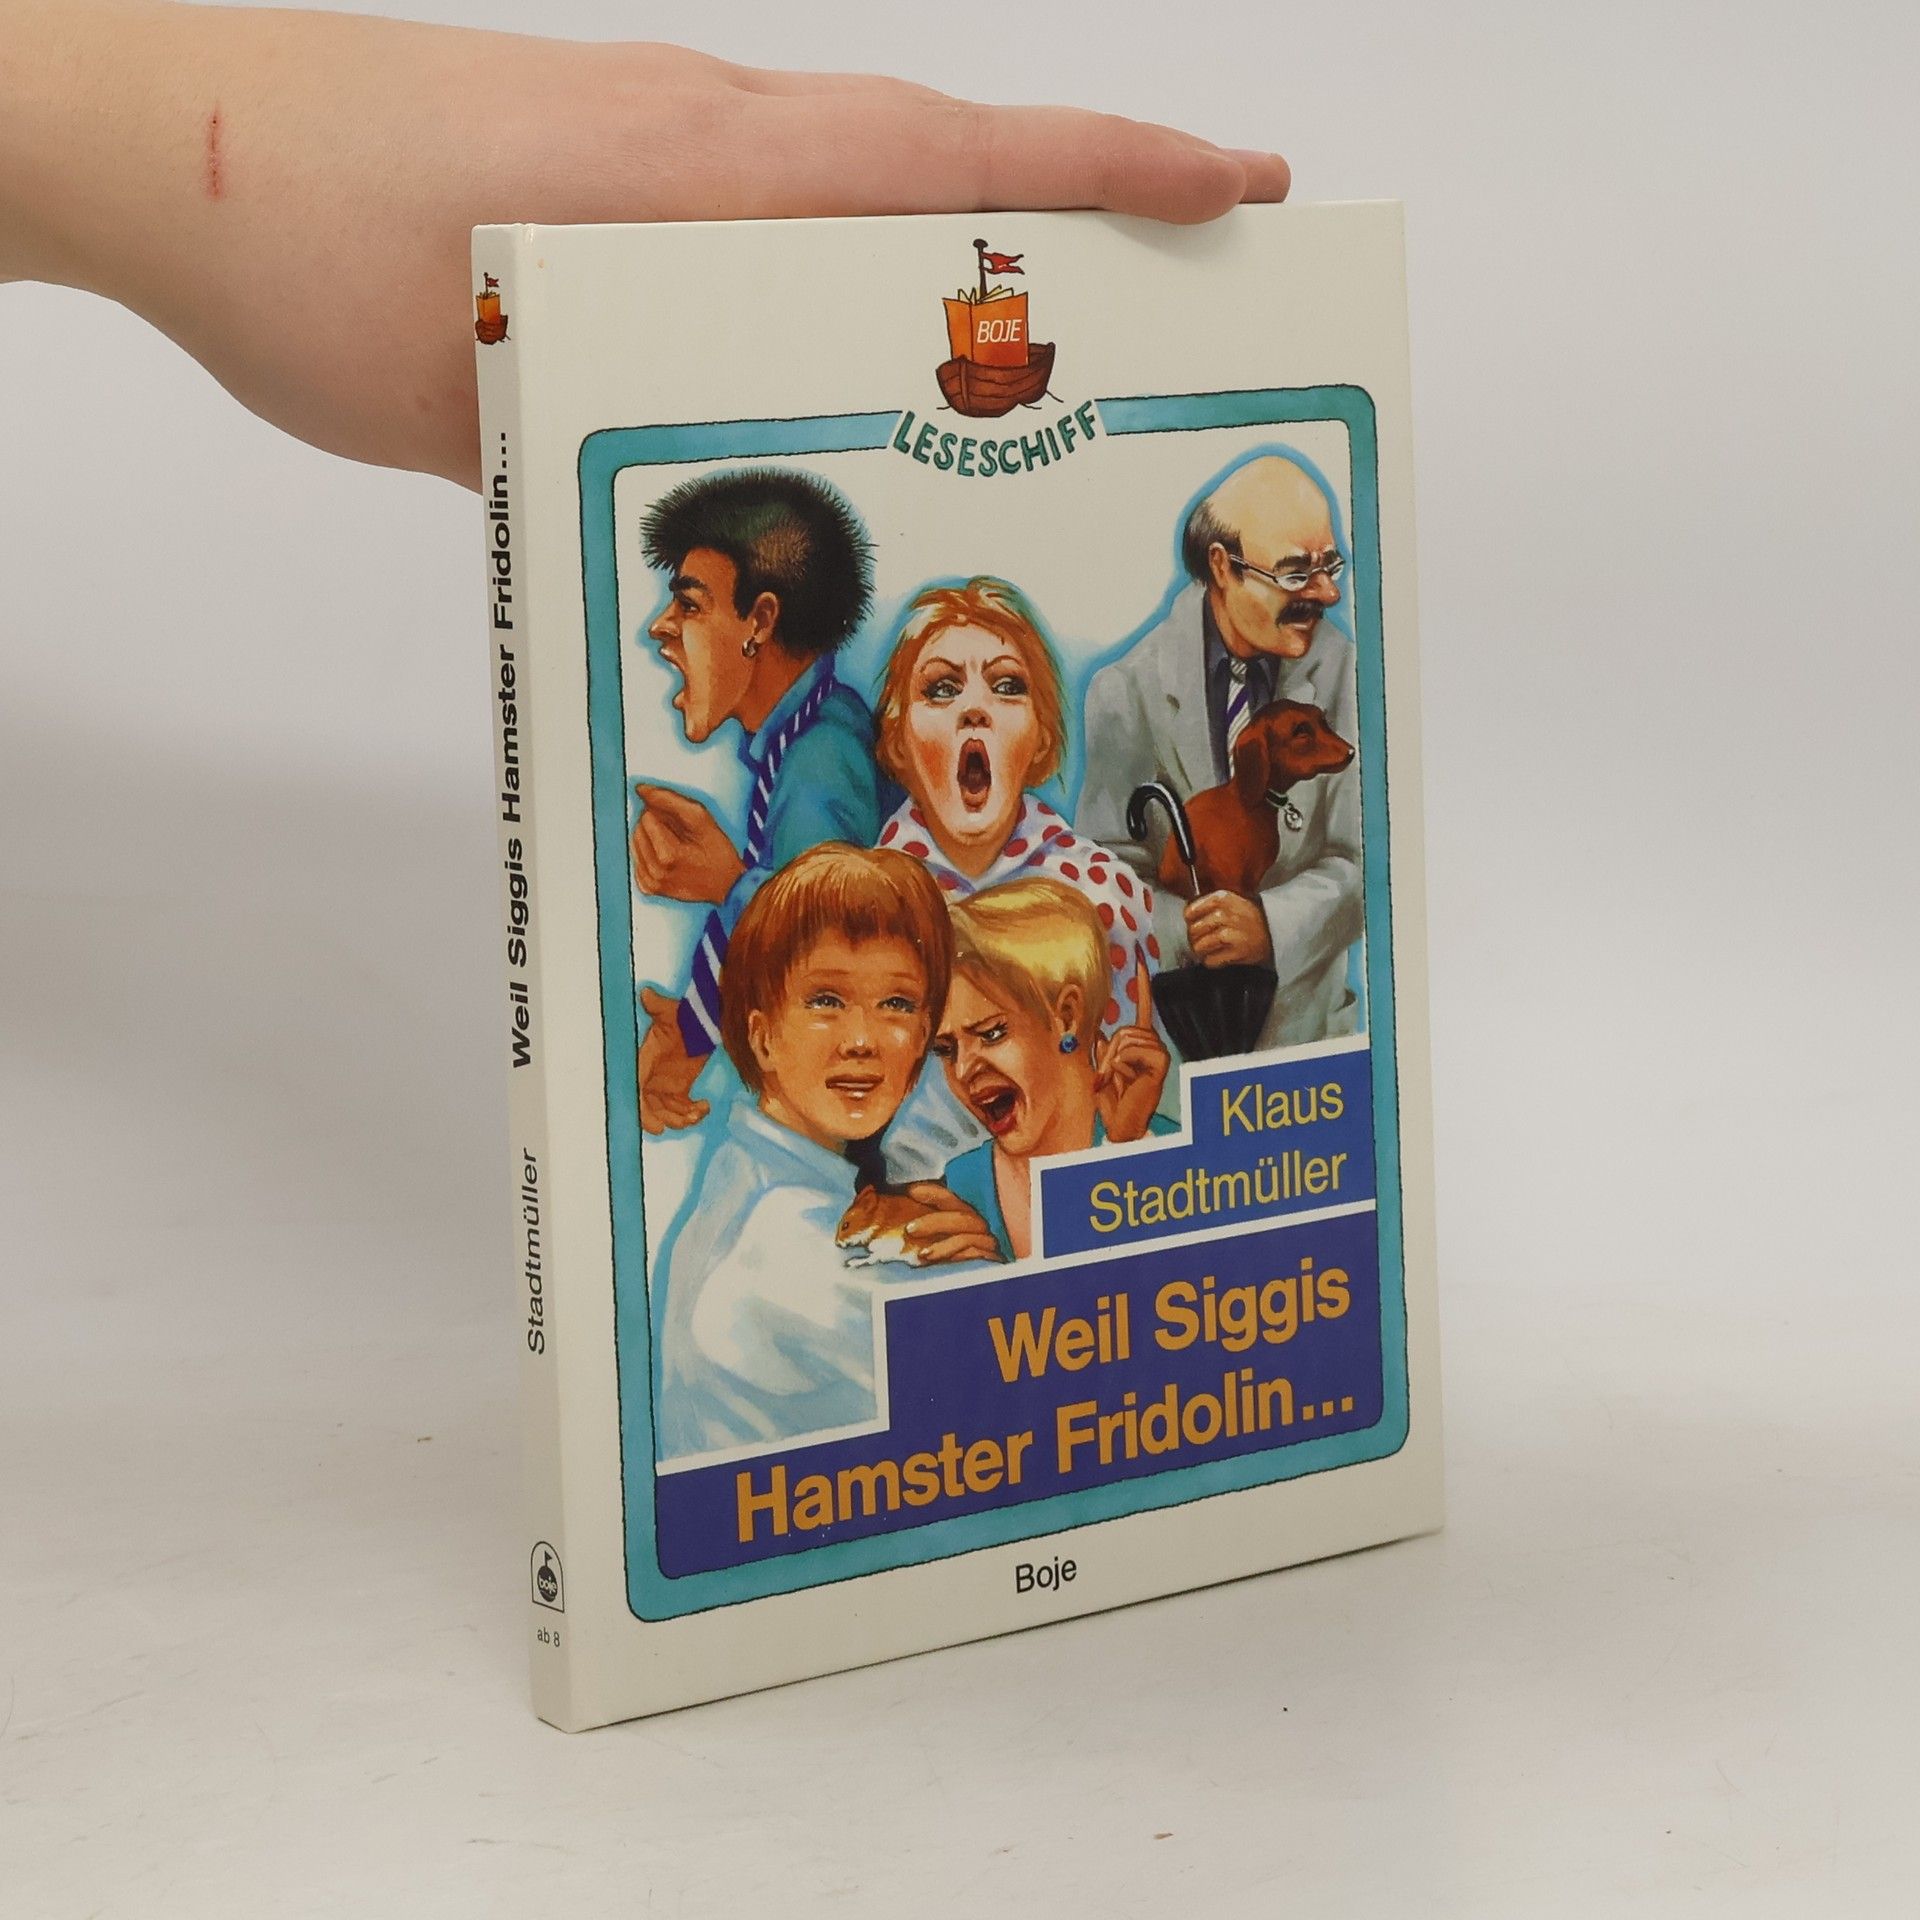 BOJE
LESESCHIFF
Klaus
Stadtmüller
Weil Siggis
Hamster Fridolin...
Boje
Stadtmüller Weil Siggis Hamster Fridolin...
boje
ab 8